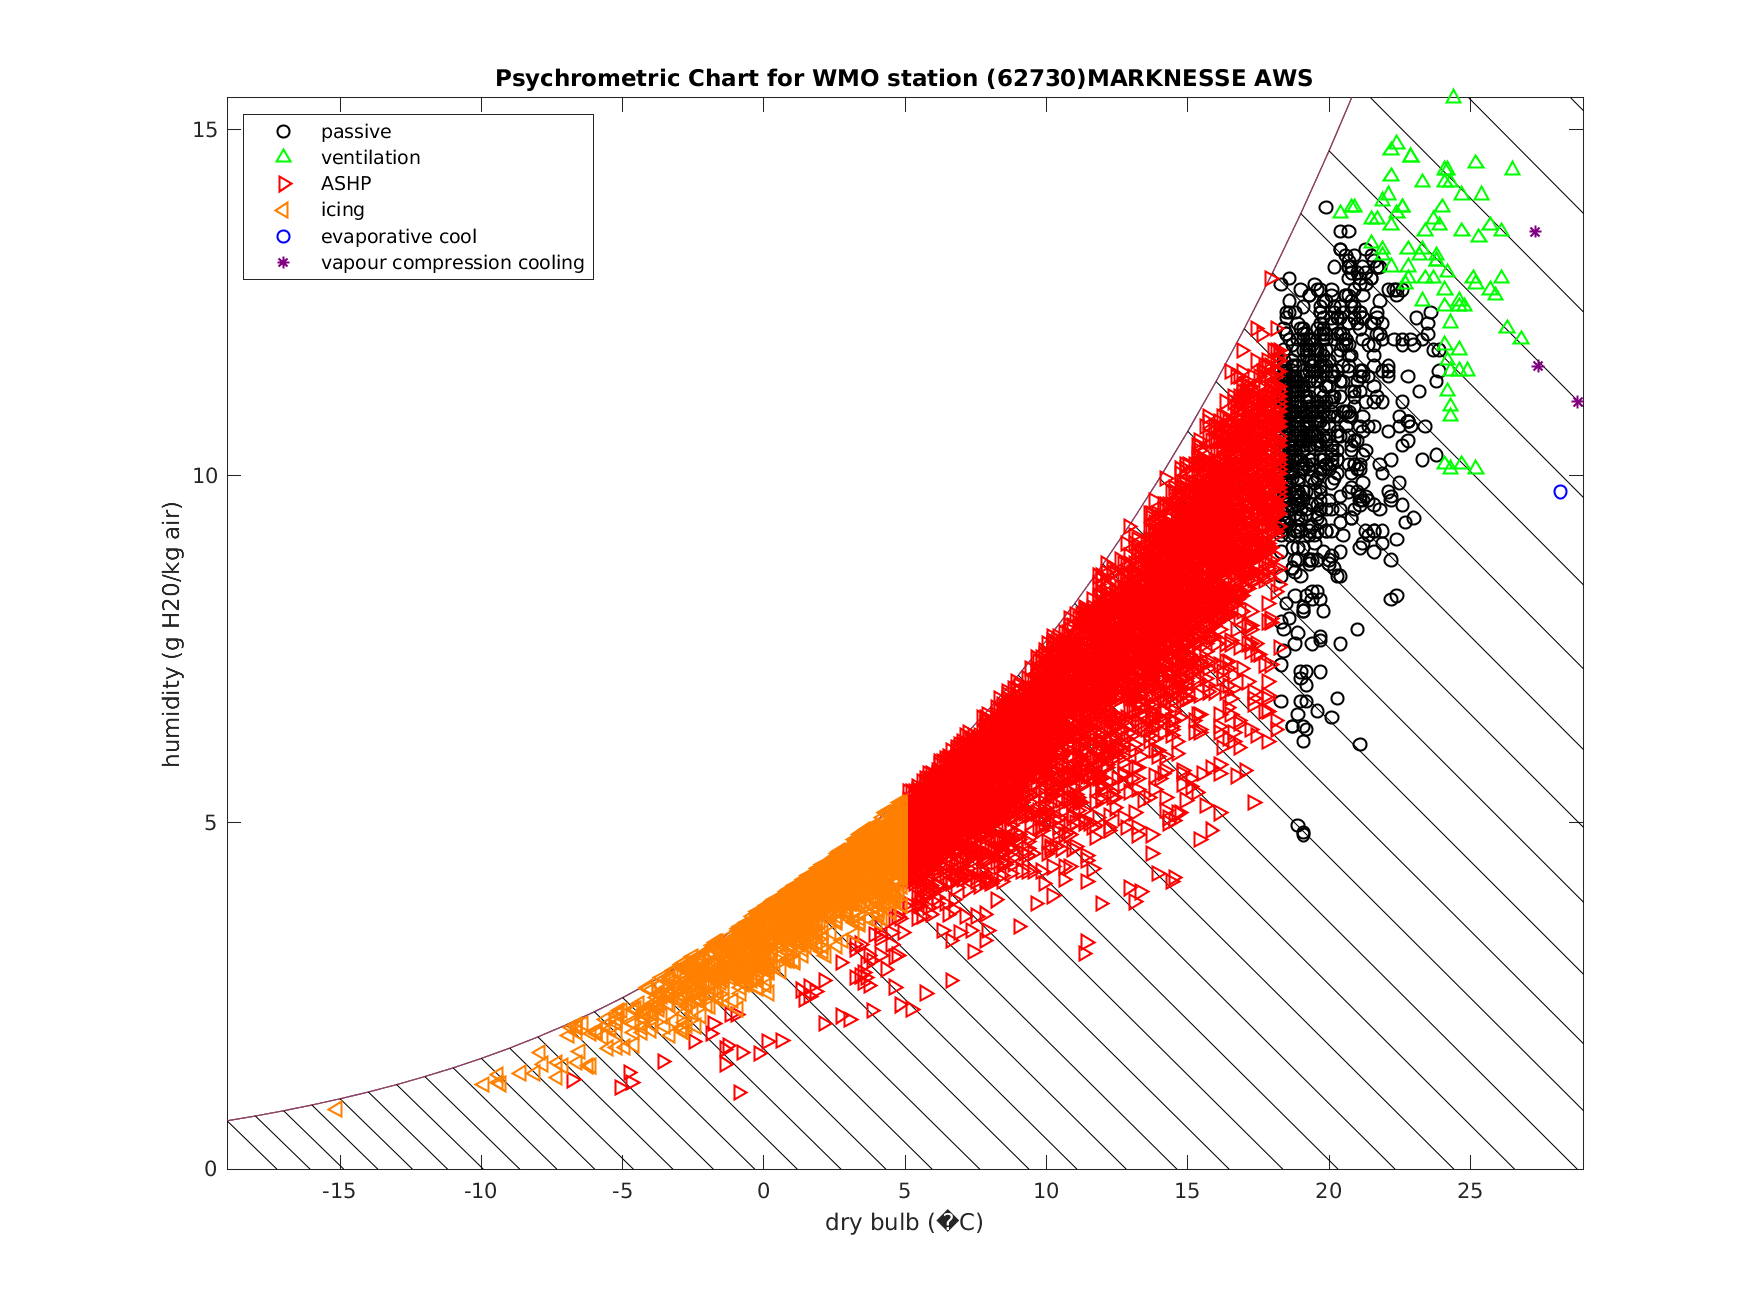 Psychrometric Chart for WMO station (62730)MARKNESSE AWS
passive
ventilation
ASHP
icing
evaporative cool
vapour compression cooling
humidity (g H20/kg air)
15
10
5
0
-15 -10 -5 0 5 10 15 20 25
dry bulb (�C)